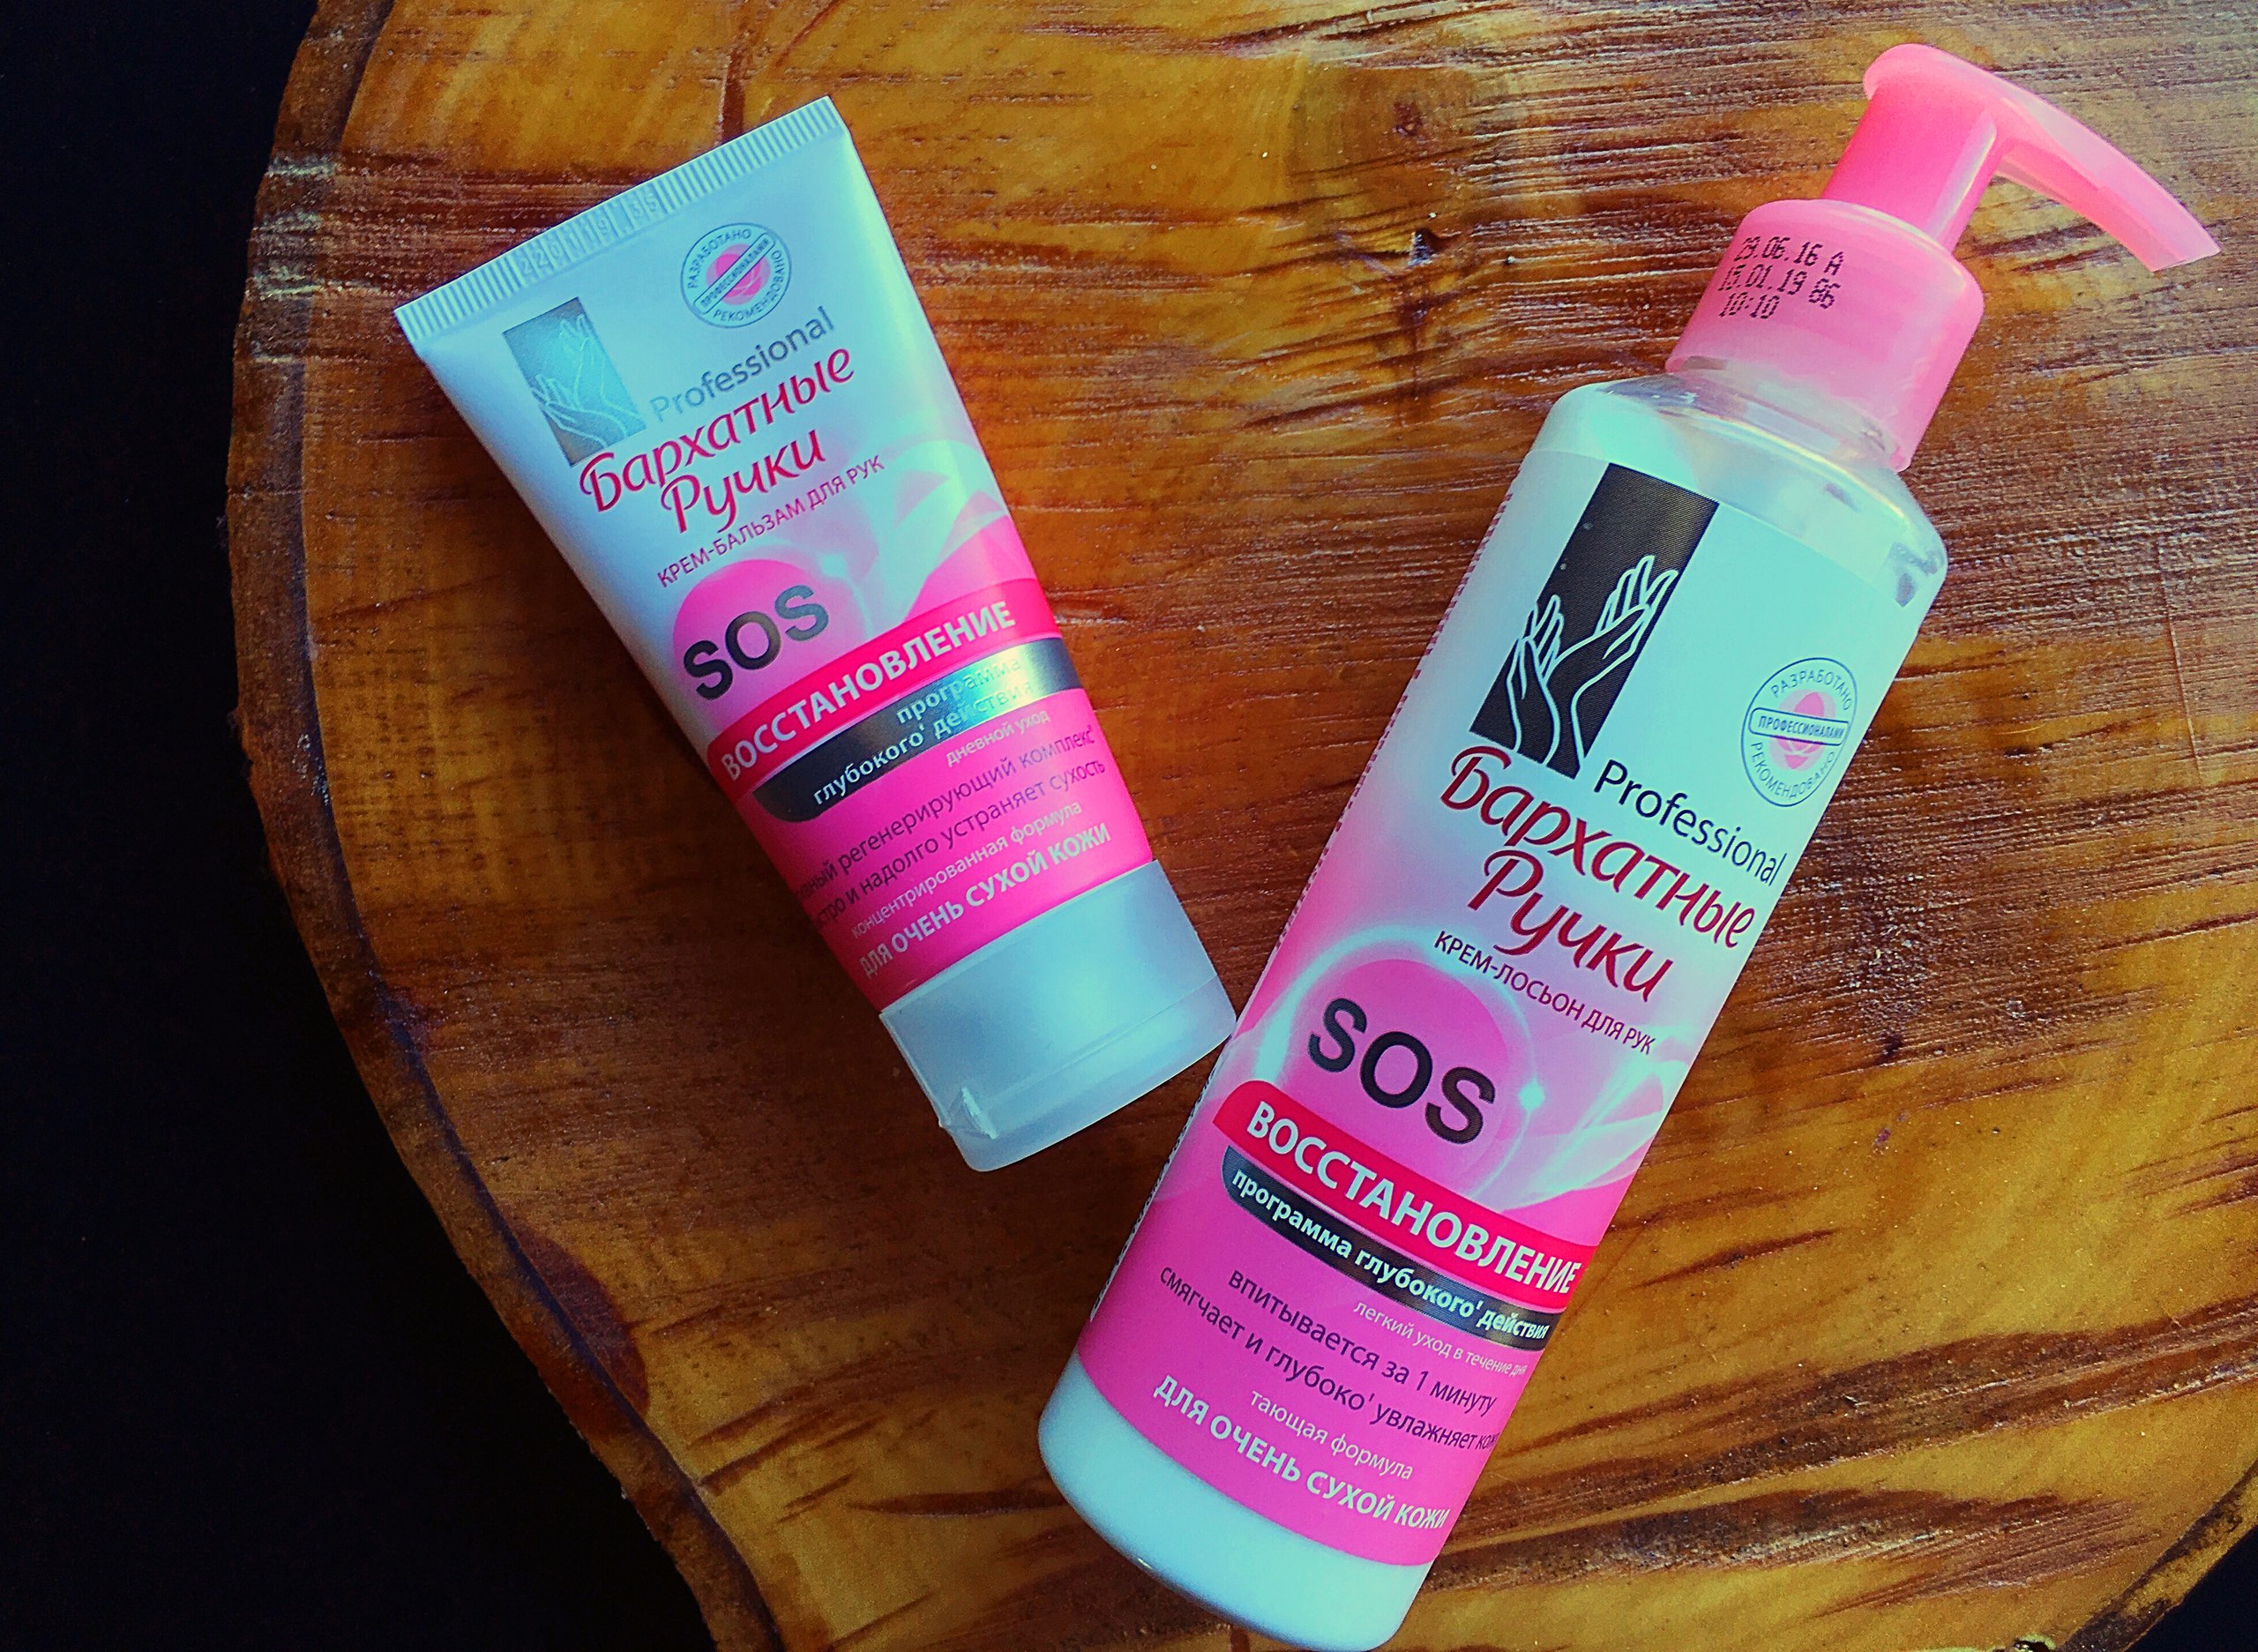 РАЗРАБОТАНО
ПРОФЕССИОНАЛАМИ
РЕКОМЕНДОВАНО
Professional
Бархатные
Ручки
КРЕМ-БАЛЬЗАМ ДЛЯ РУК
SOS
ВОССТАНОВЛЕНИЕ
программа
глубокого' действия
дневной уход
регенерирующий комплекс
и надолго устраняет сухость
концентрированная формула
ДЛЯ ОЧЕНЬ СУХОЙ КОЖИ
29.06.16 A
15.01.19 86
10:10
РАЗРАБОТАНО
ПРОФЕССИОНАЛАМИ
РЕКОМЕНДОВАНО
Professional
Бархатные
Ручки
КРЕМ-ЛОСЬОН ДЛЯ РУК
SOS
ВОССТАНОВЛЕНИЕ
программа глубокого' действия
легкий уход в течение дня
впитывается за 1 минуту
смягчает и глубоко' увлажняет
тающая формула
ДЛЯ ОЧЕНЬ СУХОЙ КОЖИ